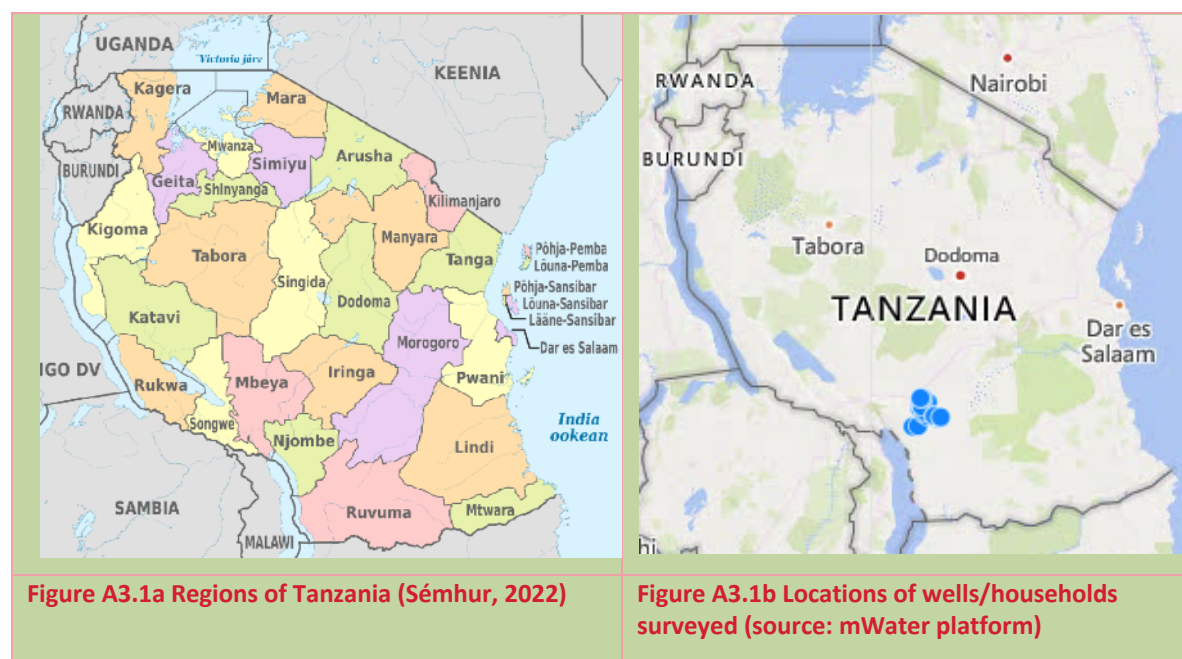 UGANDA
Victoria järv
KEENIA
Kagera
Mara
RWANDA
Mwanza
Arusha
BURUNDI
Geita
Simiyu
Shinyanga
Kilimanjaro
Kigoma
Manyara
Põhja-Pemba
Lõuna-Pemba
Tabora
Tanga
Singida
Põhja-Sansibar
Dodoma
Lõuna-Sansibar
Katavi
Lääne-Sansibar
Morogoro
Dar es Salaam
IGO DV
Rukwa
Mbeya
Iringa
Pwani
Songwe
India
ookean
Njombe
Lindi
SAMBIA
Ruvuma
Mtwara
MALAWI
RWANDA
Nairobi
BURUNDI
Tabora
Dodoma
TANZANIA
Dar es
Salaam
hi
Figure A3.1a Regions of Tanzania (Sémhur, 2022)
Figure A3.1b Locations of wells/households
surveyed (source: mWater platform)